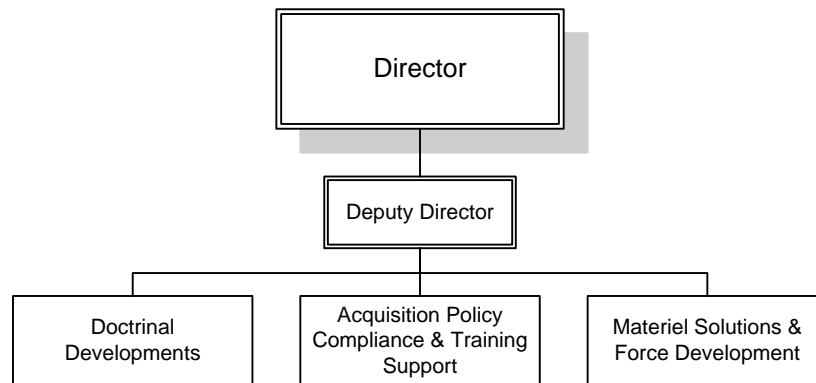 Director
Deputy Director
Doctrinal
Developments
Acquisition Policy
Compliance & Training
Support
Materiel Solutions &
Force Development